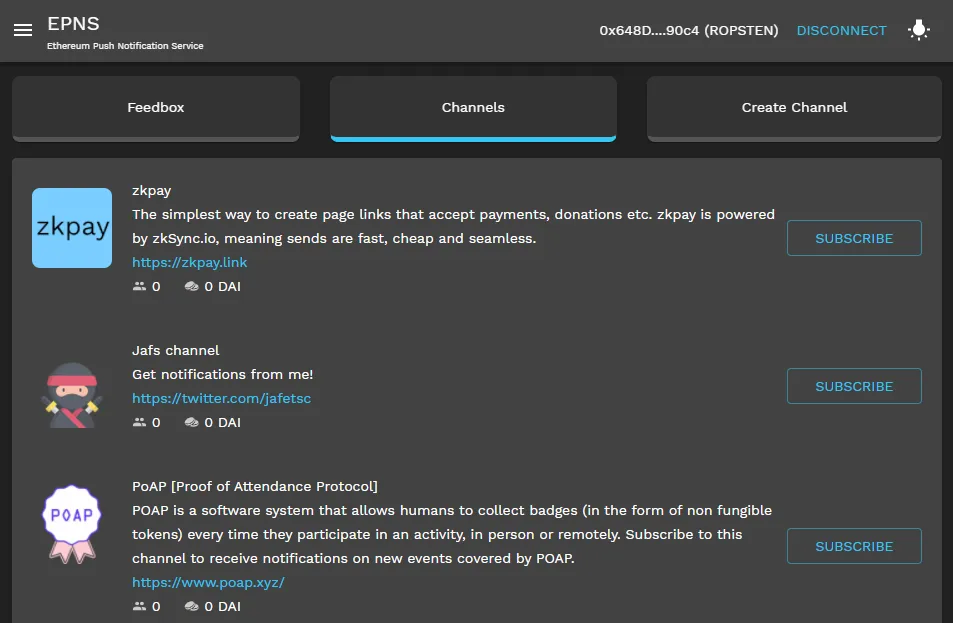 EPNS
Ethereum Push Notification Service
0x648D....90c4 (ROPSTEN)
DISCONNECT
Feedbox
Channels
Create Channel
zkpay
zkpay
The simplest way to create page links that accept payments, donations etc. zkpay is powered
by zkSync.io, meaning sends are fast, cheap and seamless.
https://zkpay.link
0 0 DAI
SUBSCRIBE
Jafs channel
Get notifications from me!
https://twitter.com/jafetsc
0 0 DAI
SUBSCRIBE
POAP
PoAP [Proof of Attendance Protocol]
POAP is a software system that allows humans to collect badges (in the form of non fungible
tokens) every time they participate in an activity, in person or remotely. Subscribe to this
channel to receive notifications on new events covered by POAP.
https://www.poap.xyz/
0 0 DAI
SUBSCRIBE